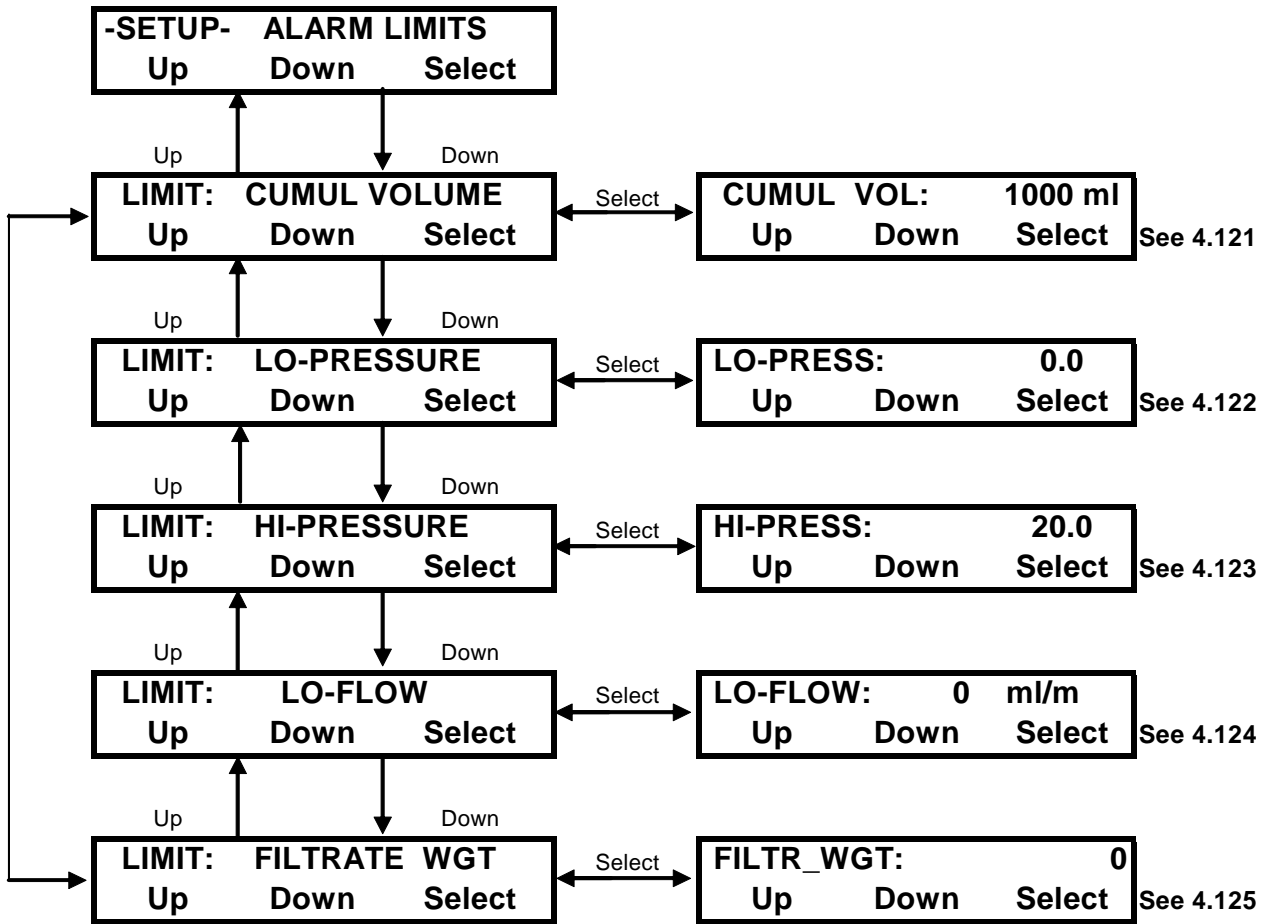 -SETUP- ALARM LIMITS
Up Down Select
Up Down
LIMIT: CUMUL VOLUME
Up Down Select
Select
CUMUL VOL: 1000 ml
Up Down Select
See 4.121
Up Down
LIMIT: LO-PRESSURE
Up Down Select
Select
LO-PRESS: 0.0
Up Down Select
See 4.122
Up Down
LIMIT: HI-PRESSURE
Up Down Select
Select
HI-PRESS: 20.0
Up Down Select
See 4.123
Up Down
LIMIT: LO-FLOW
Up Down Select
Select
LO-FLOW: 0 ml/m
Up Down Select
See 4.124
Up Down
LIMIT: FILTRATE WGT
Up Down Select
Select
FILTR_WGT: 0
Up Down Select
See 4.125